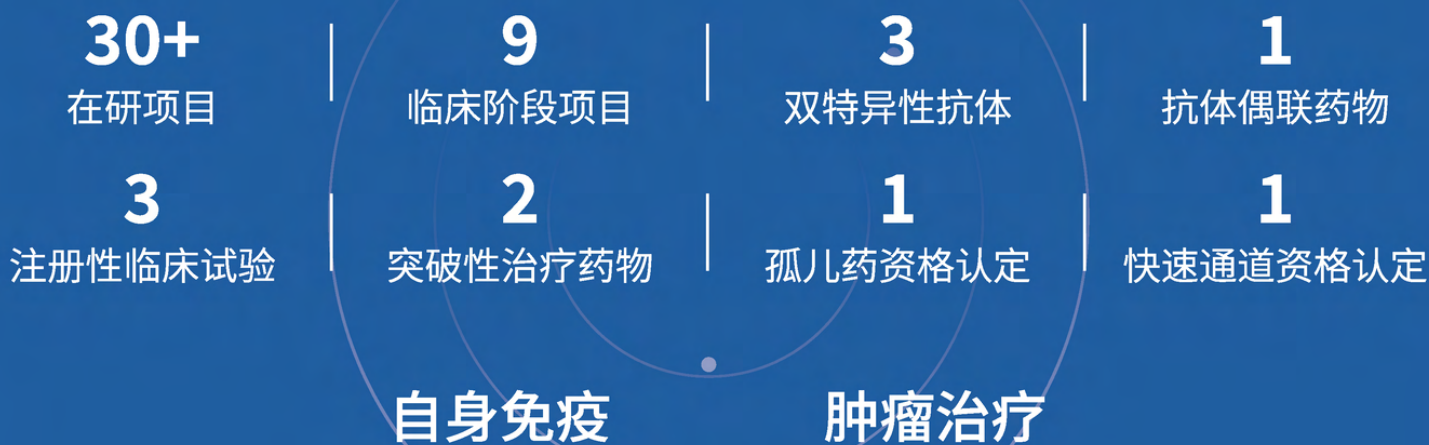 30+ 9 3 1
在研项目 临床阶段项目 双特异性抗体 抗体偶联药物
3 2 1 1
注册性临床试验 突破性治疗药物 孤儿药资格认定 快速通道资格认定
自身免疫 肿瘤治疗